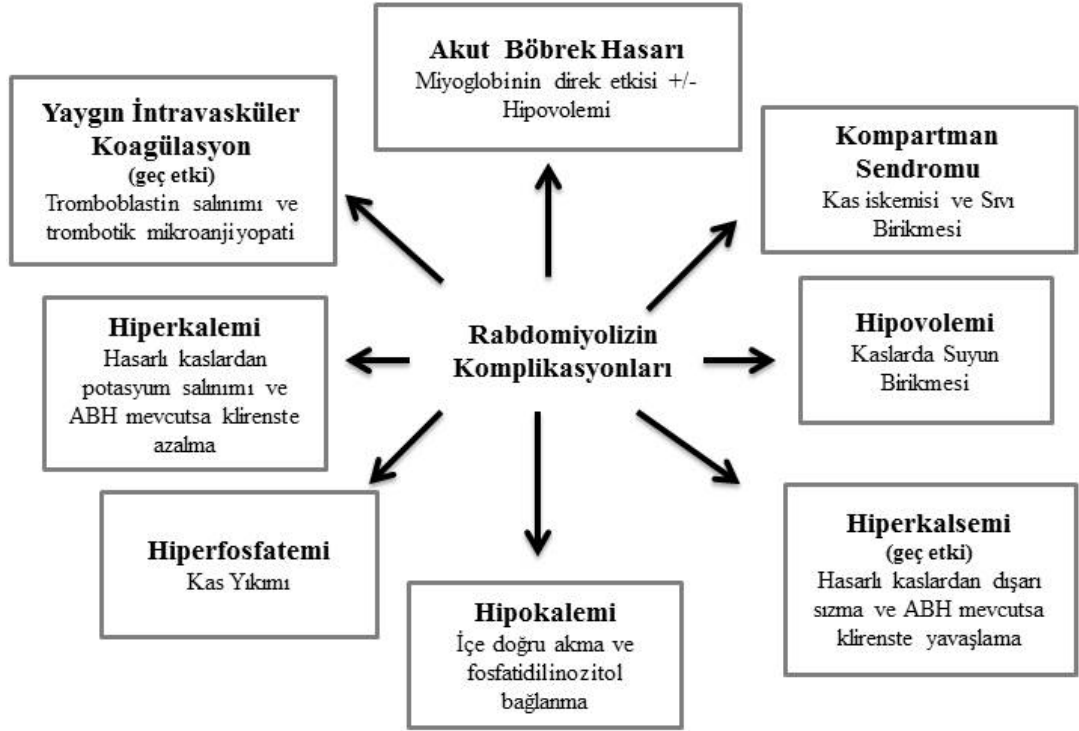 Akut Böbrek Hasarı
Miyoglobinin direk etkisi +/-
Hipovolemi
Yaygın İntravasküler
Koagülasyon
(geç etki)
Tromboblastin salınımı ve
trombotik mikroanjiyopati
Kompartman
Sendromu
Kas iskemisi ve Sıvı
Birikmesi
Hiperkalemi
Hasarlı kaslardan
potasyum salınımı ve
ABH mevcutsa klirenste
azalma
Rabdomiyolizin
Komplikasyonları
Hipovolemi
Kaslarda Suyun
Birikmesi
Hiperfosfatemi
Kas Yıkımı
Hipokalemi
İçe doğru akma ve
fosfatidilinozitol
bağlanma
Hiperkalsemi
(geç etki)
Hasarlı kaslardan dışarı
sızma ve ABH mevcutsa
klirenste yavaşlama